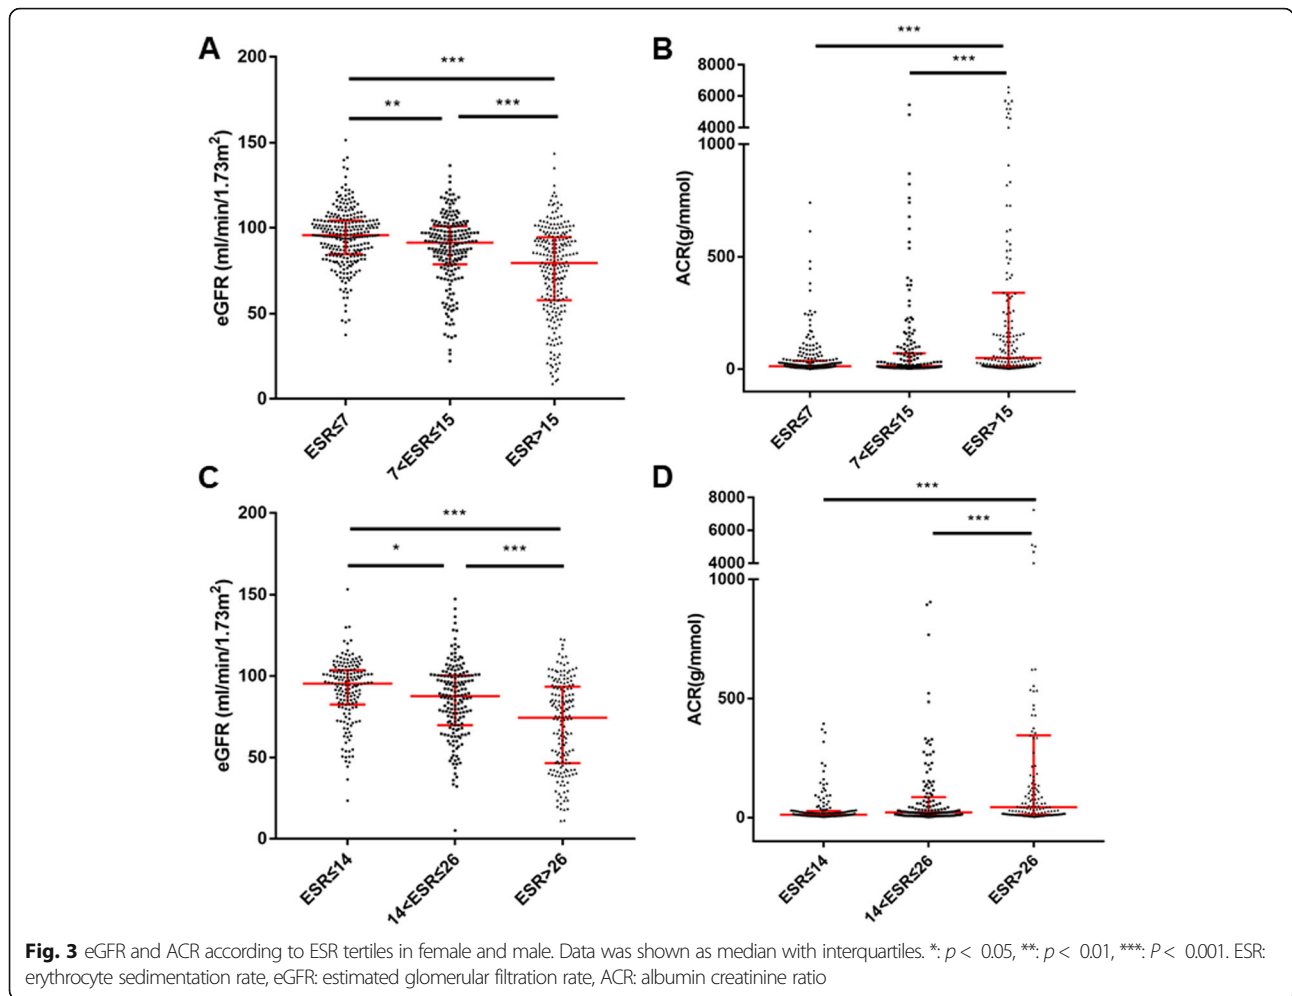 A
eGFR (ml/min/1.73m²)
200
150
100
50
0
***
**
***
ESR≤7
7<ESR≤15
ESR>15
B
ACR(g/mmol)
8000
6000
4000
1000
500
0
***
***
ESR≤7
7<ESR≤15
ESR>15
C
eGFR (ml/min/1.73m²)
200
150
100
50
0
***
*
***
ESR≤14
14<ESR≤26
ESR>26
D
ACR(g/mmol)
8000
6000
4000
1000
500
0
***
***
ESR≤14
14<ESR≤26
ESR>26
Fig. 3 eGFR and ACR according to ESR tertiles in female and male. Data was shown as median with interquartiles. *: p < 0.05, **: p < 0.01, ***: P < 0.001. ESR:
erythrocyte sedimentation rate, eGFR: estimated glomerular filtration rate, ACR: albumin creatinine ratio